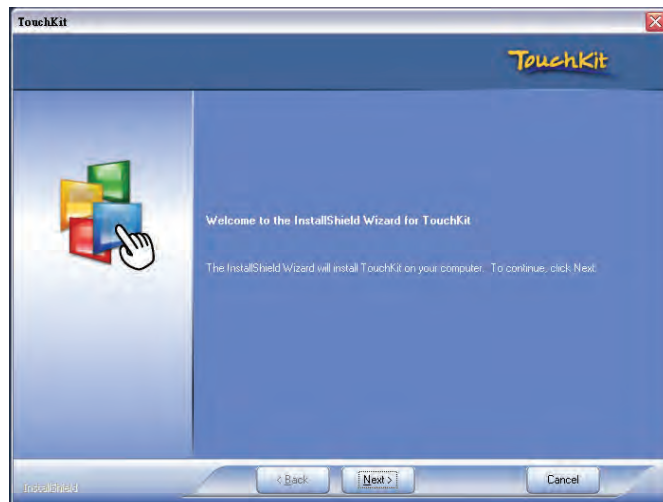 TouchKit
TouchKit
Welcome to the InstallShield Wizard for TouchKit
The InstallShield Wizard will install TouchKit on your computer. To continue, click Next.
InstallShield
< Back
Next >
Cancel